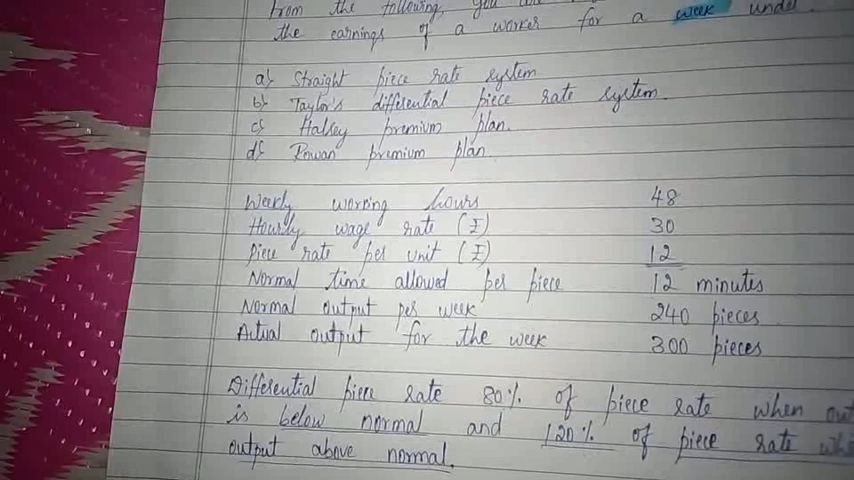 From the following, you
the earnings of a worker for a week under.
a) Straight piece rate system
b) Taylor's differential piece rate system.
c) Halsey premium plan.
d) Rowan premium plan.
Weekly working hours 48
Hourly wage rate (₹) 30
Piece rate per unit (₹) 12
Normal time allowed per piece 12 minutes
Normal output per week 240 pieces
Actual output for the week 300 pieces
Differential piece rate 80% of piece rate when out
is below normal and 120% of piece rate whe
output above normal.